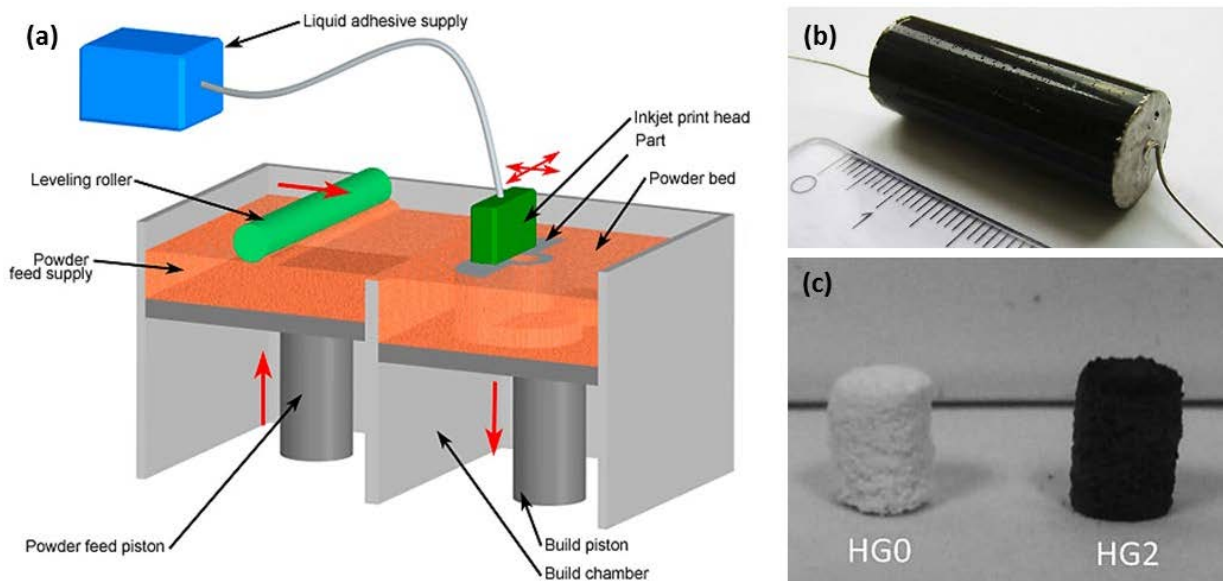 (a)
Liquid adhesive supply
Inkjet print head
Part
Powder bed
Leveling roller
Powder
feed supply
Powder feed piston
Build piston
Build chamber
(b)
0
1
(c)
HG0
HG2